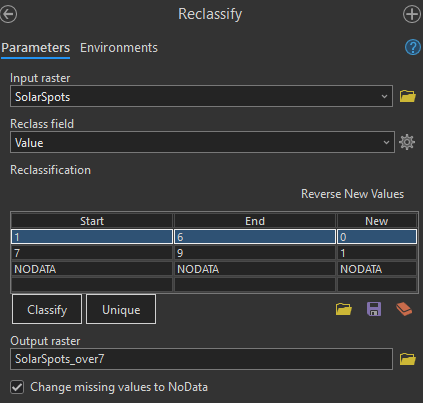 Reclassify
Parameters Environments
Input raster
SolarSpots
Reclass field
Value
Reclassification
Reverse New Values
Start End New
1 6 0
7 9 1
NODATA NODATA NODATA
Classify Unique
Output raster
SolarSpots_over7
Change missing values to NoData